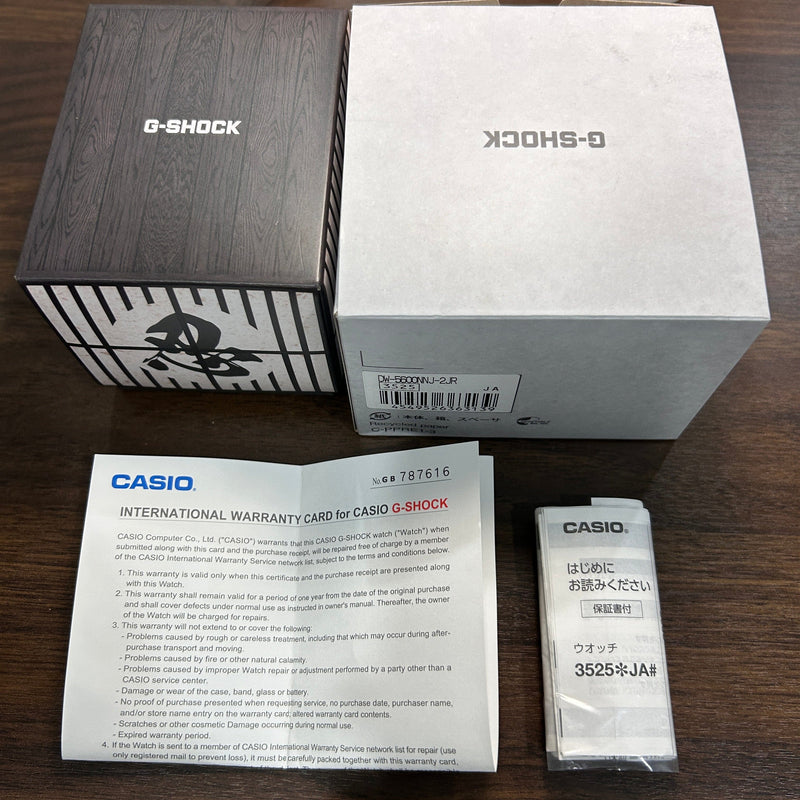 G-SHOCK
G-SHOCK
DW-5600NNJ-2JR
3525 JA
4549526363139
紙 : 本体、箱、スペーサ
Recycled paper
C-PPRE1-3
CASIO®
No.GB 787616
INTERNATIONAL WARRANTY CARD for CASIO G-SHOCK
CASIO Computer Co., Ltd. ("CASIO") warrants that this CASIO G-SHOCK watch ("Watch") when
submitted along with this card and the purchase receipt, will be repaired free of charge by a member
of the CASIO International Warranty Service network list, subject to the terms and conditions below.
1. This warranty is valid only when this certificate and the purchase receipt are presented along
with this Watch.
2. This warranty shall remain valid for a period of one year from the date of the original purchase
and shall cover defects under normal use as instructed in owner's manual. Thereafter, the owner
of the Watch will be charged for repairs.
3. This warranty will not extend to or cover the following:
- Problems caused by rough or careless treatment, including that which may occur during after-
purchase transport and moving.
- Problems caused by fire or other natural calamity.
- Problems caused by improper Watch repair or adjustment performed by a party other than a
CASIO service center.
- Damage or wear of the case, band, glass or battery.
- No proof of purchase presented when requesting service, no purchase date, purchaser name,
and/or store name entry on the warranty card; altered warranty card contents.
- Scratches or other cosmetic Damage occurring during normal use.
- Expired warranty period.
4. If the Watch is sent to a member of CASIO International Warranty Service network list for repair (use
only registered mail to prevent loss), it must be carefully packed together with this warranty card,
CASIO®
はじめに
お読みください
保証書付
ウオッチ
3525✻JA#